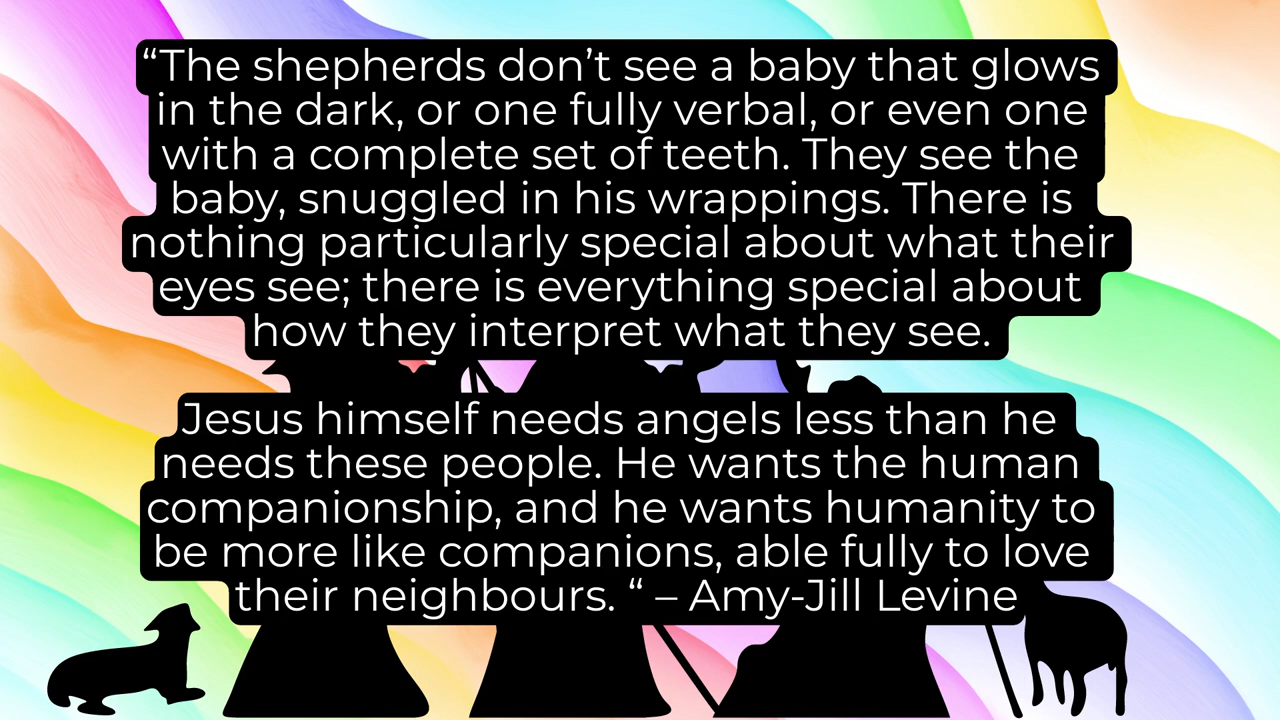 “The shepherds don’t see a baby that glows
in the dark, or one fully verbal, or even one
with a complete set of teeth. They see the
baby, snuggled in his wrappings. There is
nothing particularly special about what their
eyes see; there is everything special about
how they interpret what they see.
Jesus himself needs angels less than he
needs these people. He wants the human
companionship, and he wants humanity to
be more like companions, able fully to love
their neighbours. “ – Amy-Jill Levine